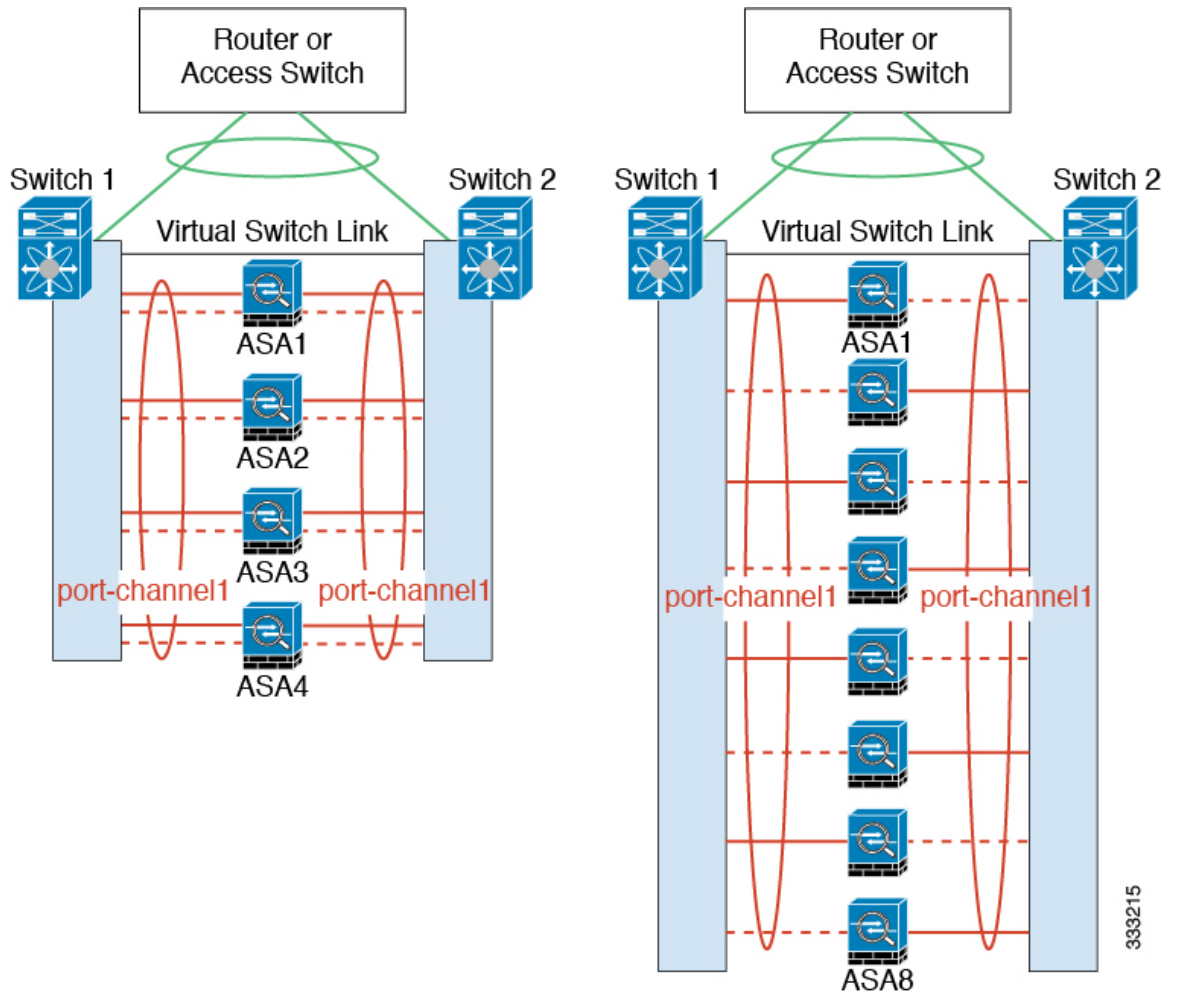 Router or
Access Switch
Switch 1
Switch 2
Virtual Switch Link
ASA1
ASA2
ASA3
port-channel1
port-channel1
ASA4
Router or
Access Switch
Switch 1
Switch 2
Virtual Switch Link
ASA1
port-channel1
port-channel1
ASA8
333215